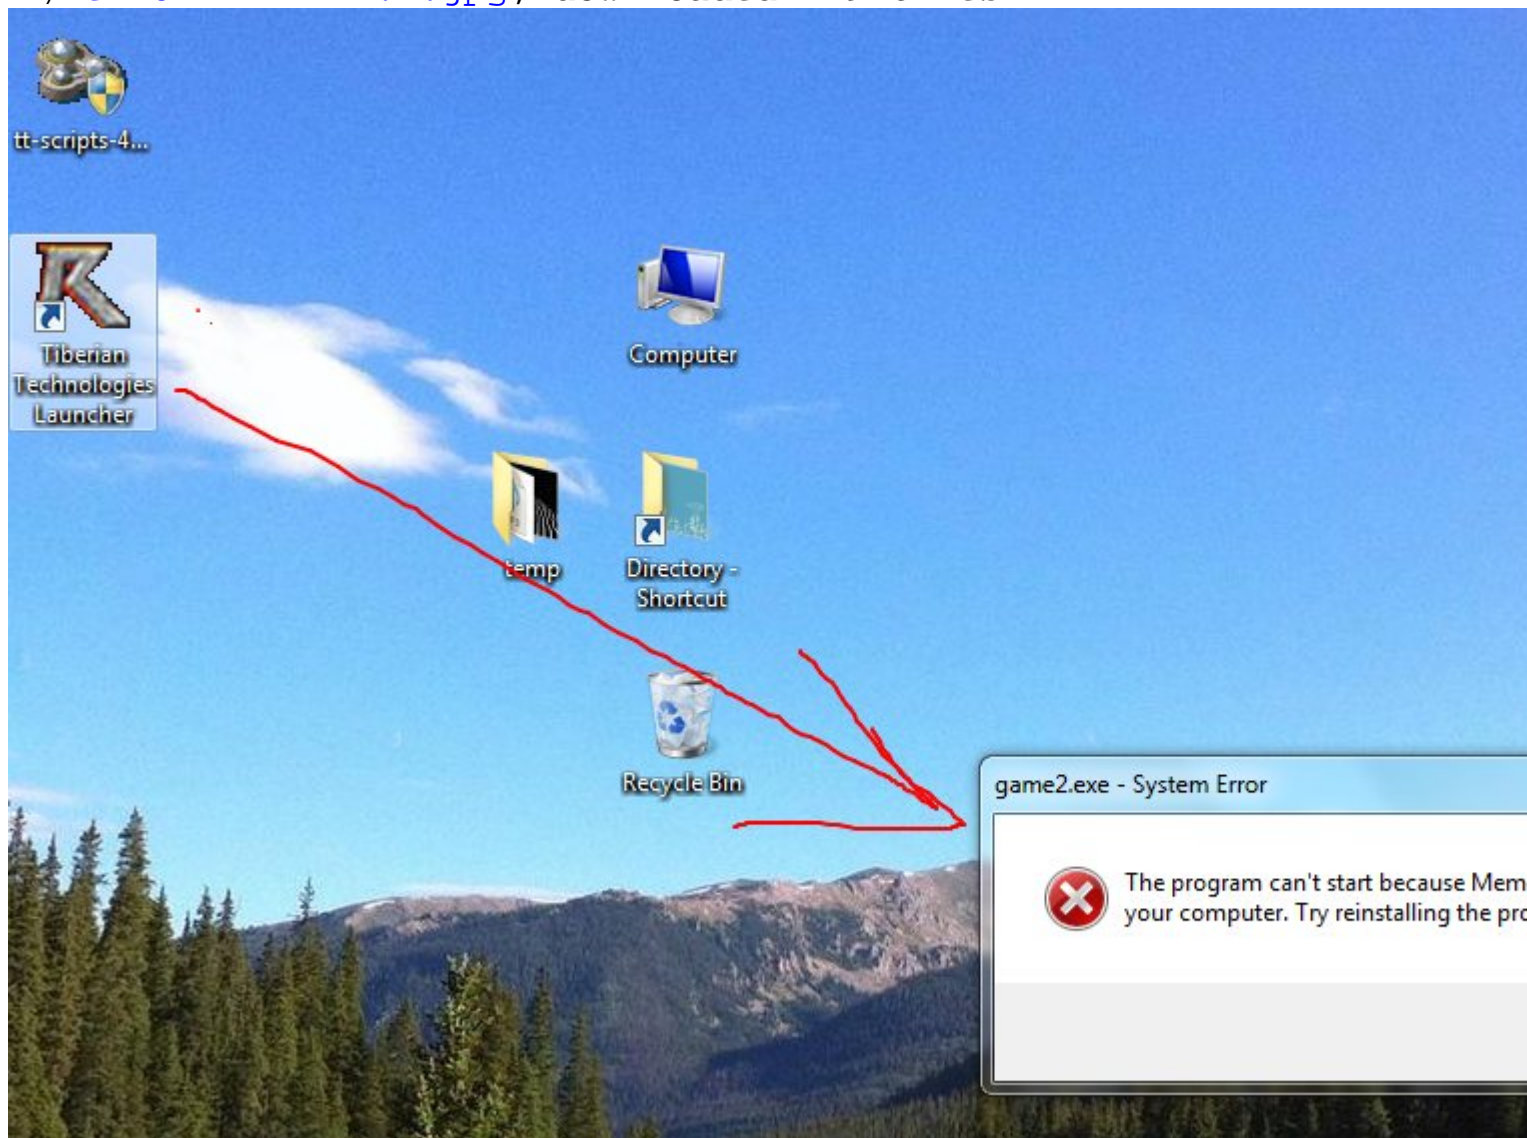 tt-scripts-4...
Tiberian
Technologies
Launcher
Computer
temp
Directory -
Shortcut
Recycle Bin
game2.exe - System Error
The program can't start because Mem
your computer. Try reinstalling the pro